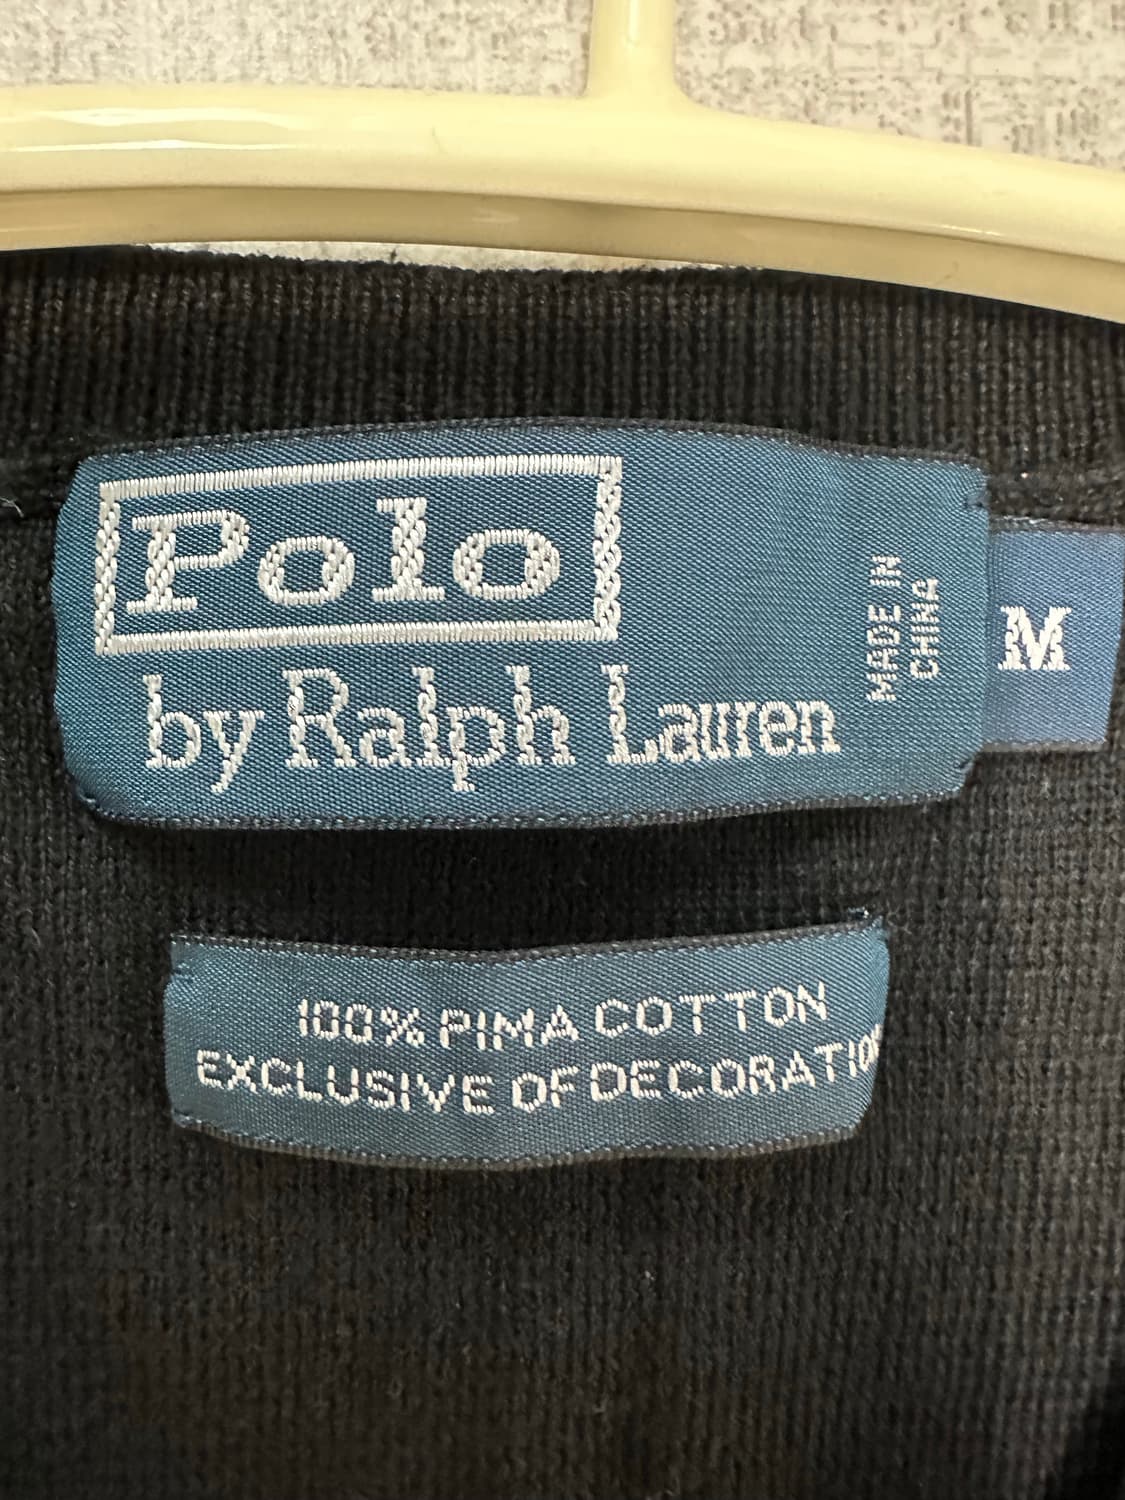 Polo
by Ralph Lauren
MADE IN
CHINA
M
100% PIMA COTTON
EXCLUSIVE OF DECORATION